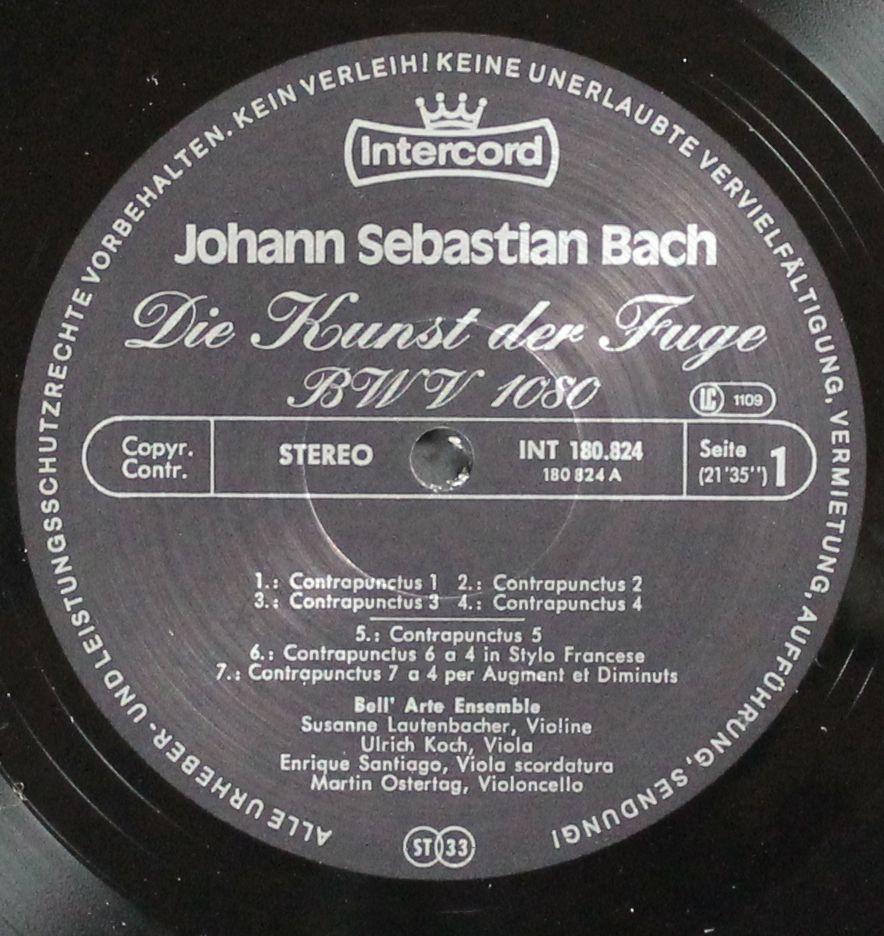 ALLE URHEBER- UND LEISTUNGSSCHUTZRECHTE VORBEHALTEN. KEIN VERLEIH! KEINE UNERLAUBTE VERVIELFÄLTIGUNG, VERMIETUNG, AUFFÜHRUNG, SENDUNG!
Intercord
Johann Sebastian Bach
Die Kunst der Fuge
BWV 1080
LC 1109
Copyr. Contr.
STEREO
INT 180.824
180 824 A
Seite 1
(21'35'')
1.: Contrapunctus 1 2.: Contrapunctus 2
3.: Contrapunctus 3 4.: Contrapunctus 4
5.: Contrapunctus 5
6.: Contrapunctus 6 a 4 in Stylo Francese
7.: Contrapunctus 7 a 4 per Augment et Diminuts
Bell' Arte Ensemble
Susanne Lautenbacher, Violine
Ulrich Koch, Viola
Enrique Santiago, Viola scordatura
Martin Ostertag, Violoncello
ST 33